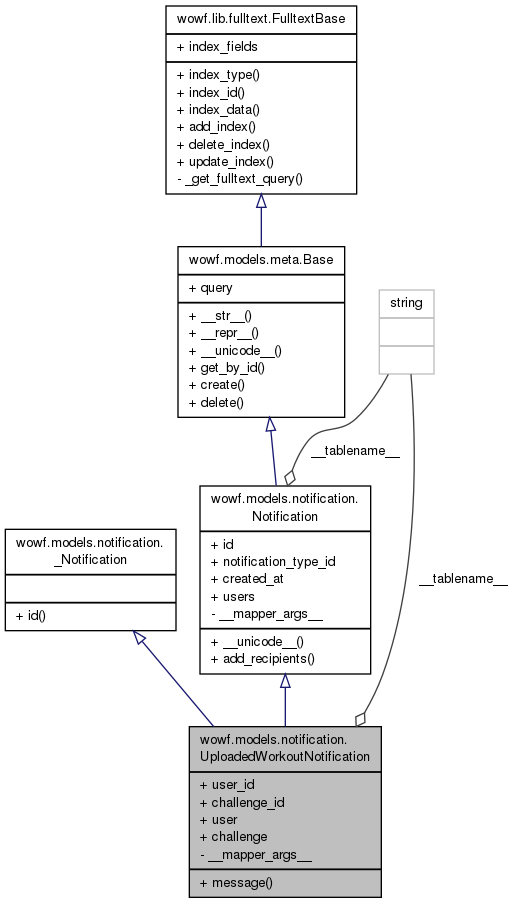 wowf.lib.fulltext.FulltextBase
+ index_fields
+ index_type()
+ index_id()
+ index_data()
+ add_index()
+ delete_index()
+ update_index()
- _get_fulltext_query()
wowf.models.meta.Base
+ query
+ __str__()
+ __repr__()
+ __unicode__()
+ get_by_id()
+ create()
+ delete()
string
__tablename__
wowf.models.notification.
Notification
+ id
+ notification_type_id
+ created_at
+ users
- __mapper_args__
+ __unicode__()
+ add_recipients()
wowf.models.notification.
_Notification
+ id()
__tablename__
wowf.models.notification.
UploadedWorkoutNotification
+ user_id
+ challenge_id
+ user
+ challenge
- __mapper_args__
+ message()